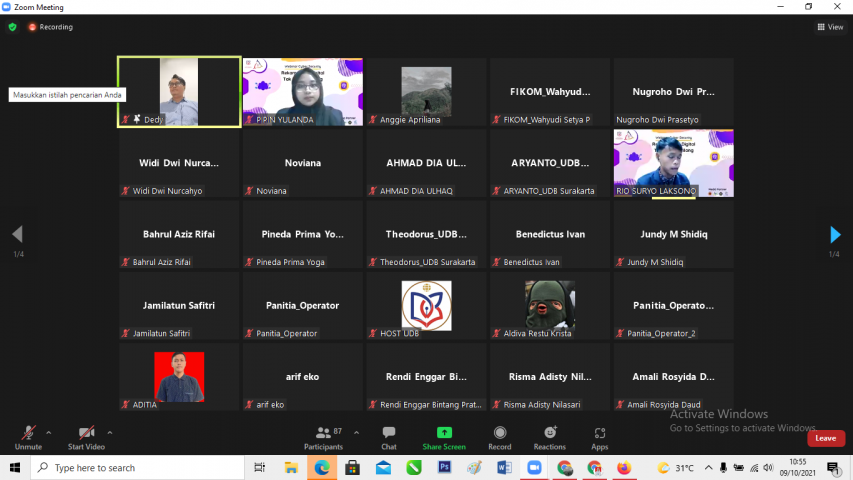 Zoom Meeting
Recording
View
Masukkan istilah pencarian Anda
Dedy
PIPIN YULANDA
Anggie Apriliana
FIKOM_Wahyud...
FIKOM_Wahyudi Setya P
Nugroho Dwi Pr...
Nugroho Dwi Prasetyo
Widi Dwi Nurca...
Widi Dwi Nurcahyo
Noviana
Noviana
AHMAD DIA UL...
AHMAD DIA ULHAQ
ARYANTO_UDB...
ARYANTO_UDB Surakarta
RIO SURYO LAKSONO
Bahrul Aziz Rifai
Bahrul Aziz Rifai
Pineda Prima Yo...
Pineda Prima Yoga
Theodorus_UDB...
Theodorus_UDB Surakarta
Benedictus Ivan
Benedictus Ivan
Jundy M Shidiq
Jundy M Shidiq
1/4
1/4
Jamilatun Safitri
Jamilatun Safitri
Panitia_Operator
Panitia_Operator
HOST UDB
Aldiva Restu Krista
Panitia_Operato...
Panitia_Operator_2
ADITIA
arif eko
arif eko
Rendi Enggar Bi...
Rendi Enggar Bintang Prat...
Risma Adisty Nil...
Risma Adisty Nilasari
Amali Rosyida D...
Amali Rosyida Daud
Activate Windows
Go to Settings to activate Windows.
Unmute
Start Video
87
Participants
Chat
Share Screen
Record
Reactions
Apps
Leave
Type here to search
31°C
10:55
09/10/2021